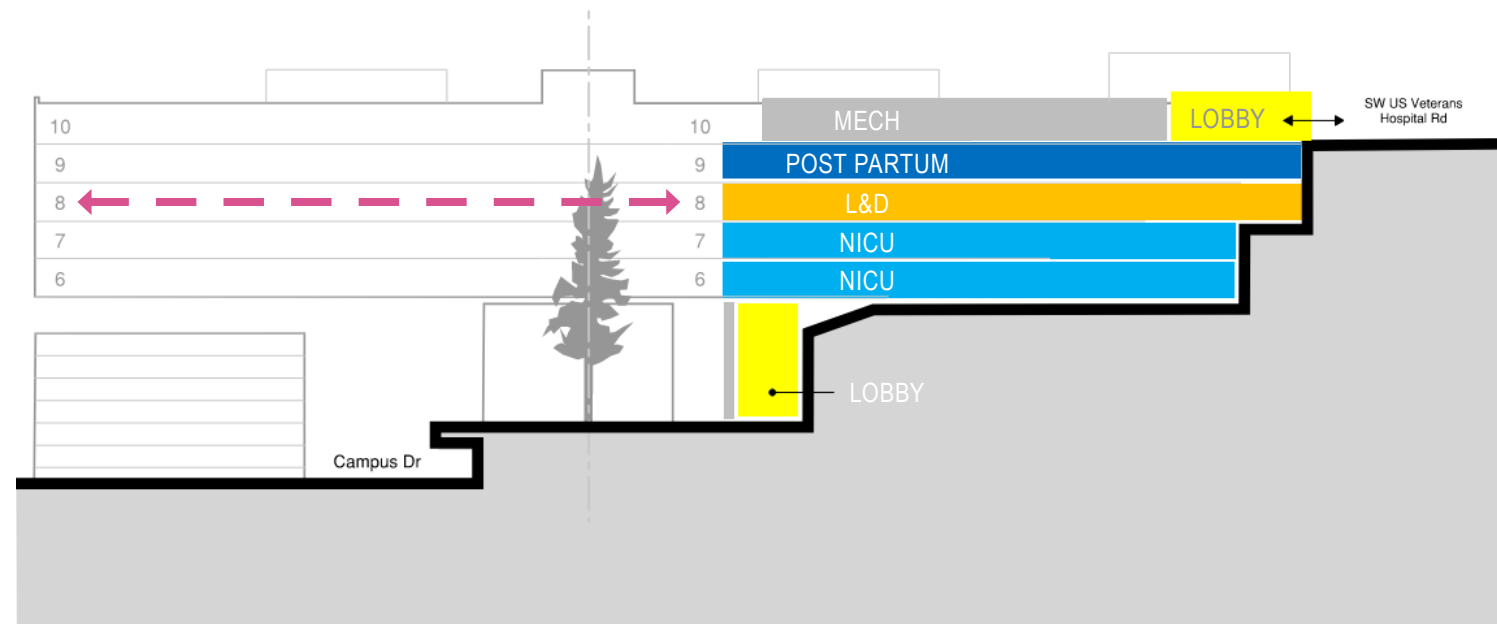 SW US Veterans
Hospital Rd
10
10
MECH
LOBBY
9
9
POST PARTUM
8
8
L&D
7
7
NICU
6
6
NICU
LOBBY
Campus Dr